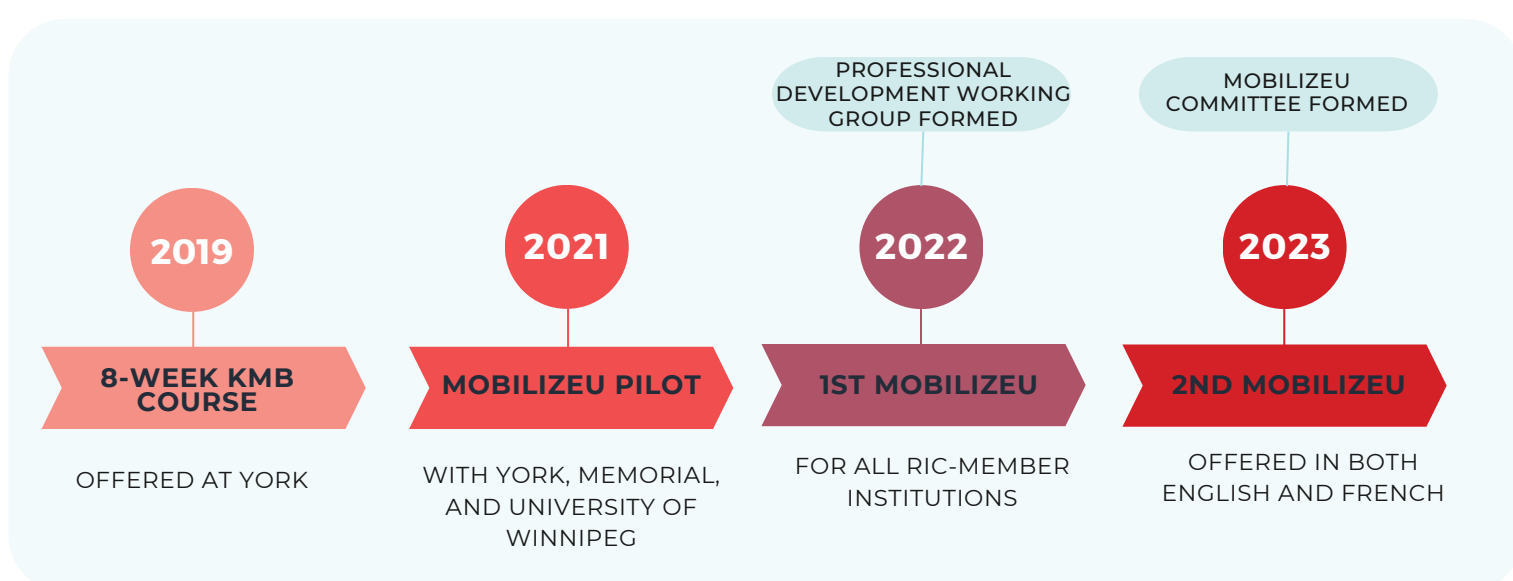 2019
8-WEEK KMB
COURSE
OFFERED AT YORK
2021
MOBILIZEU PILOT
WITH YORK, MEMORIAL,
AND UNIVERSITY OF
WINNIPEG
PROFESSIONAL
DEVELOPMENT WORKING
GROUP FORMED
2022
1ST MOBILIZEU
FOR ALL RIC-MEMBER
INSTITUTIONS
MOBILIZEU
COMMITTEE FORMED
2023
2ND MOBILIZEU
OFFERED IN BOTH
ENGLISH AND FRENCH